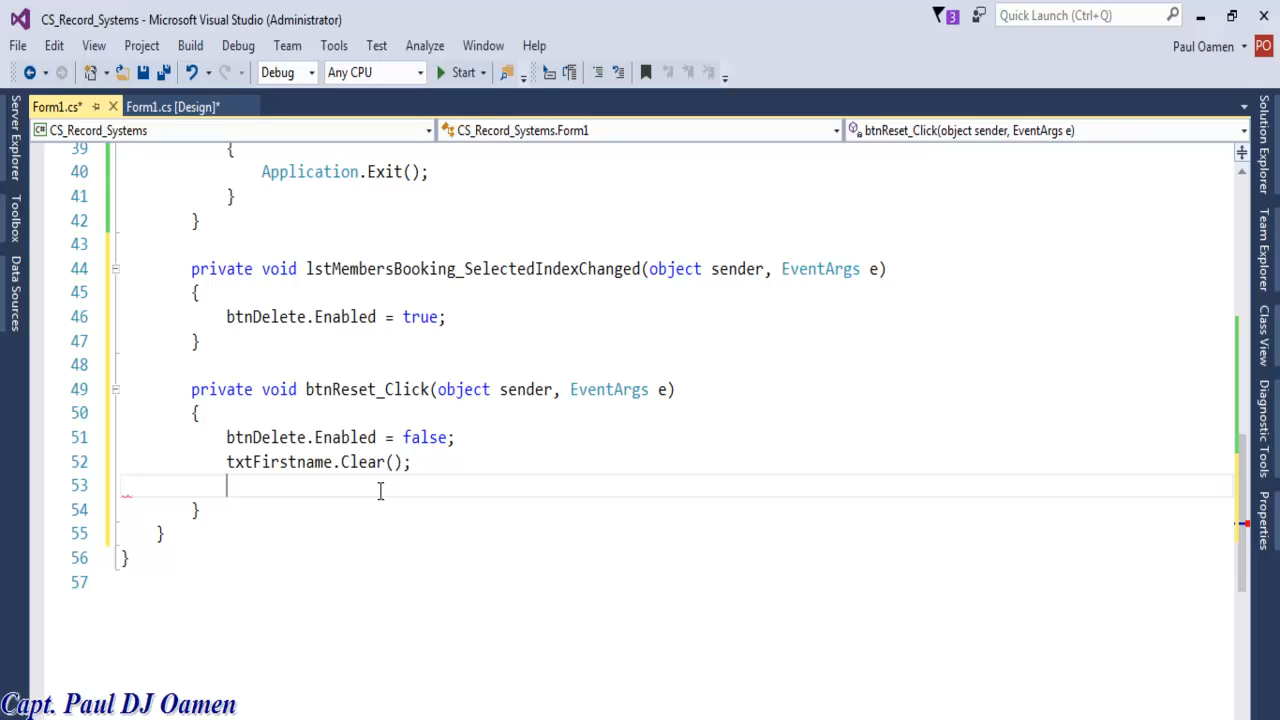 CS_Record_Systems - Microsoft Visual Studio (Administrator)
3
Quick Launch (Ctrl+Q)
File Edit View Project Build Debug Team Tools Test Analyze Window Help
Paul Oamen PO
Debug Any CPU Start
Form1.cs* Form1.cs [Design]*
CS_Record_Systems CS_Record_Systems.Form1 btnReset_Click(object sender, EventArgs e)
Server Explorer
Toolbox
Data Sources
39 {
40 Application.Exit();
41 }
42 }
43
44 private void lstMembersBooking_SelectedIndexChanged(object sender, EventArgs e)
45 {
46 btnDelete.Enabled = true;
47 }
48
49 private void btnReset_Click(object sender, EventArgs e)
50 {
51 btnDelete.Enabled = false;
52 txtFirstname.Clear();
53
54 }
55 }
56 }
57
Solution Explorer
Team Explorer
Class View
Diagnostic Tools
Properties
Capt. Paul DJ Oamen